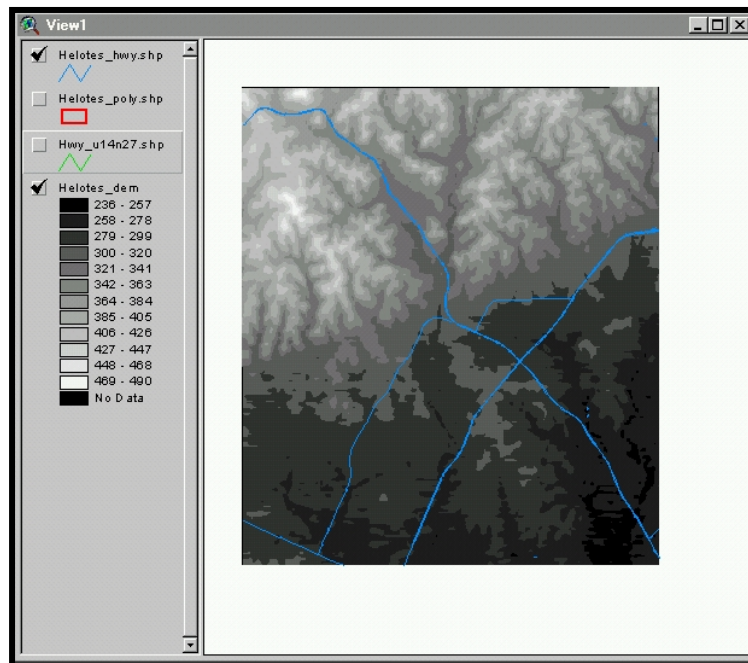 View1
Helotes_hwy.shp
Helotes_poly.shp
Hwy_u14n27.shp
Helotes_dem
236 - 257
258 - 278
279 - 299
300 - 320
321 - 341
342 - 363
364 - 384
385 - 405
406 - 426
427 - 447
448 - 468
469 - 490
No Data